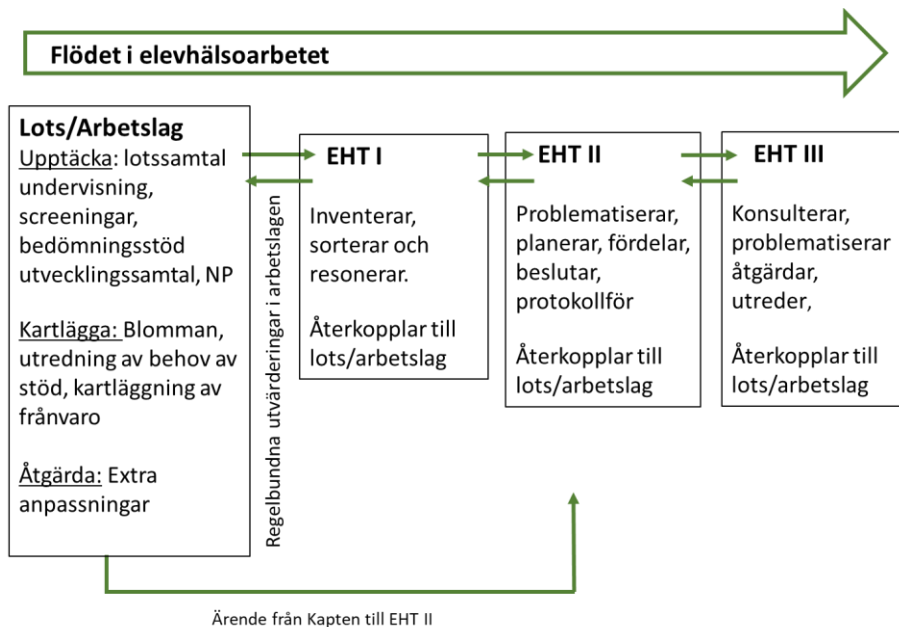 Flödet i elevhälsoarbetet
Lots/Arbetslag
Upptäcka: lotssamtal
undervisning,
screeningar,
bedömningsstöd
utvecklingssamtal, NP
Kartlägga: Blomman,
utredning av behov av
stöd, kartläggning av
frånvaro
Åtgärda: Extra
anpassningar
Regelbundna utvärderingar i arbetslagen
EHT I
Inventerar,
sorterar och
resonerar.
Återkopplar till
lots/arbetslag
EHT II
Problematiserar,
planerar, fördelar,
beslutar,
protokollför
Återkopplar till
lots/arbetslag
EHT III
Konsulterar,
problematiserar
åtgärdar,
utreder,
Återkopplar till
lots/arbetslag
Ärende från Kapten till EHT II